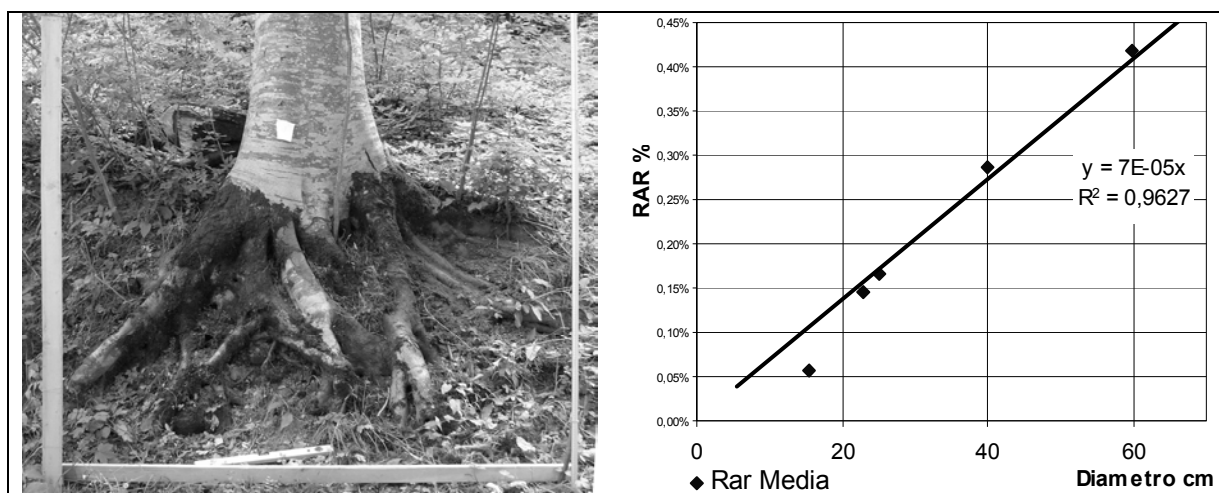 0,45%
0,40%
0,35%
0,30%
0,25%
0,20%
0,15%
0,10%
0,05%
0,00%
RAR %
y = 7E-05x
R² = 0,9627
0 20 40 60
Rar Media
Diametro cm